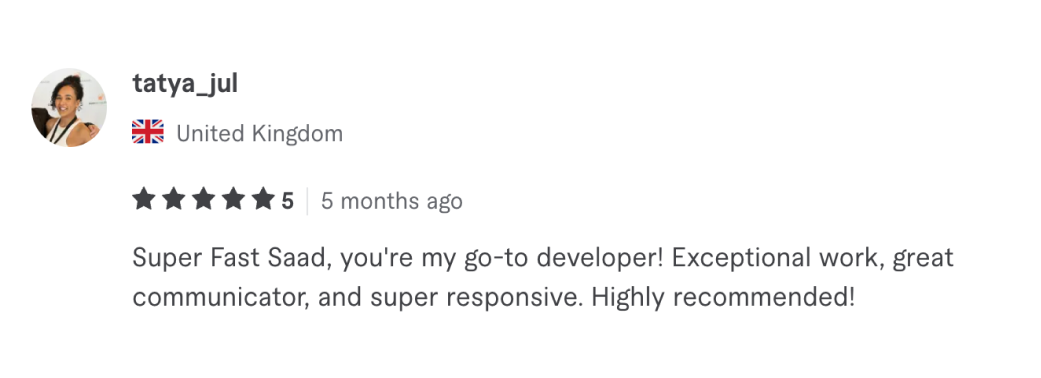 tatya_jul
United Kingdom
5 5 months ago
Super Fast Saad, you're my go-to developer! Exceptional work, great
communicator, and super responsive. Highly recommended!